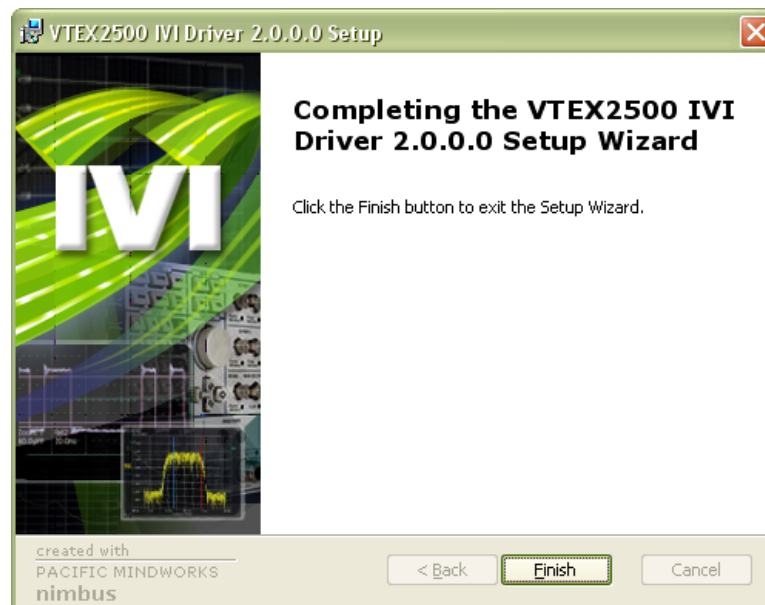 VTEX2500 IVI Driver 2.0.0.0 Setup
IVI
Completing the VTEX2500 IVI
Driver 2.0.0.0 Setup Wizard
Click the Finish button to exit the Setup Wizard.
created with
PACIFIC MINDWORKS
nimbus
< Back
Finish
Cancel